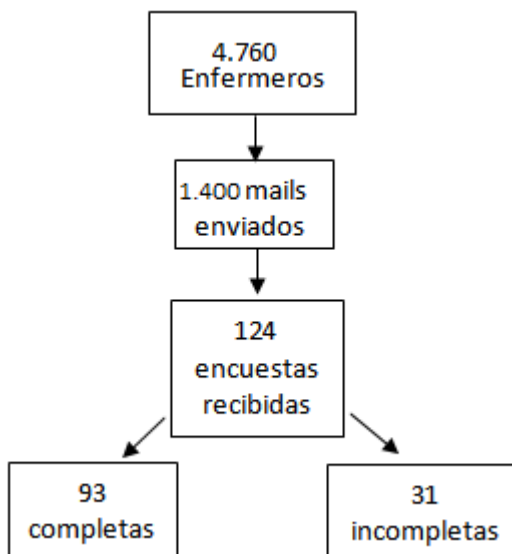 4.760
Enfermeros
1.400 mails
enviados
124
encuestas
recibidas
93
completas
31
incompletas